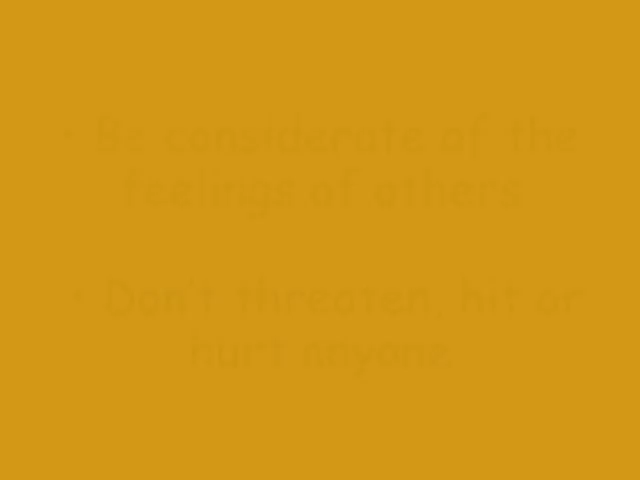 • Be considerate of the
feelings of others
• Don't threaten, hit or
hurt anyone.